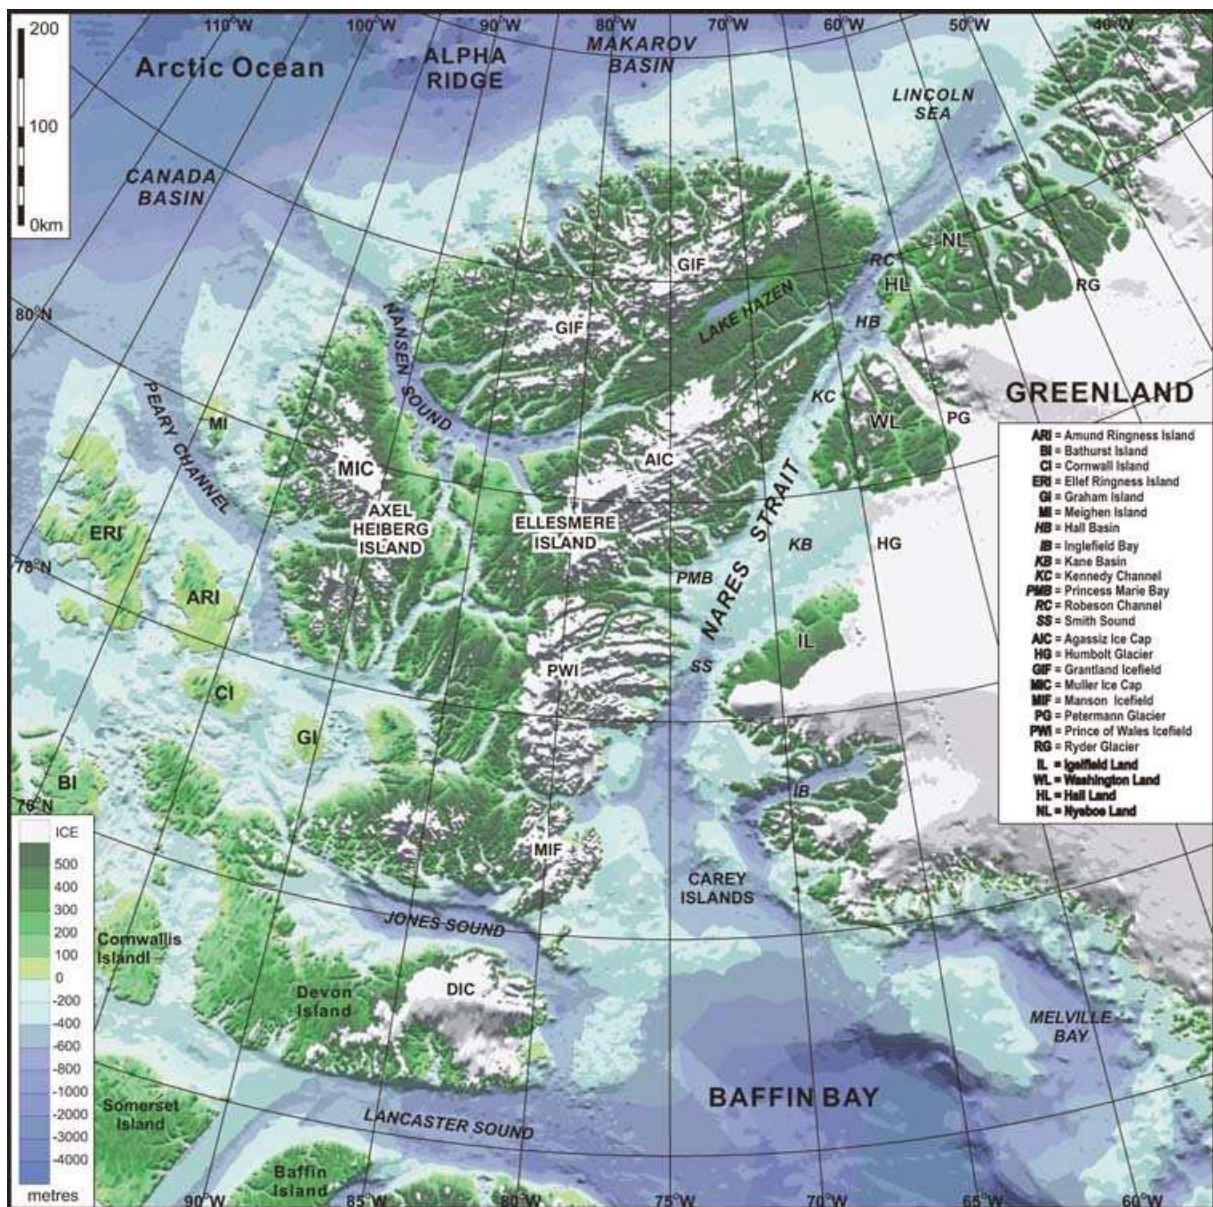 110°W 100°W 90°W 80°W 70°W 60°W 50°W 40°W
200
100
0km
Arctic Ocean
ALPHA
RIDGE
MAKAROV
BASIN
LINCOLN
SEA
CANADA
BASIN
NL
RC
HL
RG
GIF
LAKE HAZEN
80°N
NANSEN SOUND
GIF
HB
PEARY CHANNEL
MI
KC
WL
PG
GREENLAND
MIC
AIC
AXEL
HEIBERG
ISLAND
ELLESMERE
ISLAND
NARES STRAIT
KB
HG
ERI
78°N
ARI
PMB
IL
PWI
SS
CI
GI
BI
76°N
IB
MIF
CAREY
ISLANDS
JONES SOUND
ARI = Amund Ringness Island
BI = Bathurst Island
CI = Cornwall Island
ERI = Ellef Ringness Island
GI = Graham Island
MI = Meighen Island
HB = Hall Basin
IB = Inglefield Bay
KB = Kane Basin
KC = Kennedy Channel
PMB = Princess Marie Bay
RC = Robeson Channel
SS = Smith Sound
AIC = Agassiz Ice Cap
HG = Humbolt Glacier
GIF = Grantland Icefield
MIC = Muller Ice Cap
MIF = Manson Icefield
PG = Petermann Glacier
PWI = Prince of Wales Icefield
RG = Ryder Glacier
IL = Igelfield Land
WL = Washington Land
HL = Hall Land
NL = Nyeboe Land
ICE
500
400
300
200
100
0
-200
-400
-600
-800
-1000
-2000
-3000
-4000
metres
Cornwallis
Islandl
Devon
Island
DIC
MELVILLE
BAY
BAFFIN BAY
Somerset
Island
LANCASTER SOUND
Baffin
Island
90°W 85°W 80°W 75°W 70°W 65°W 60°W